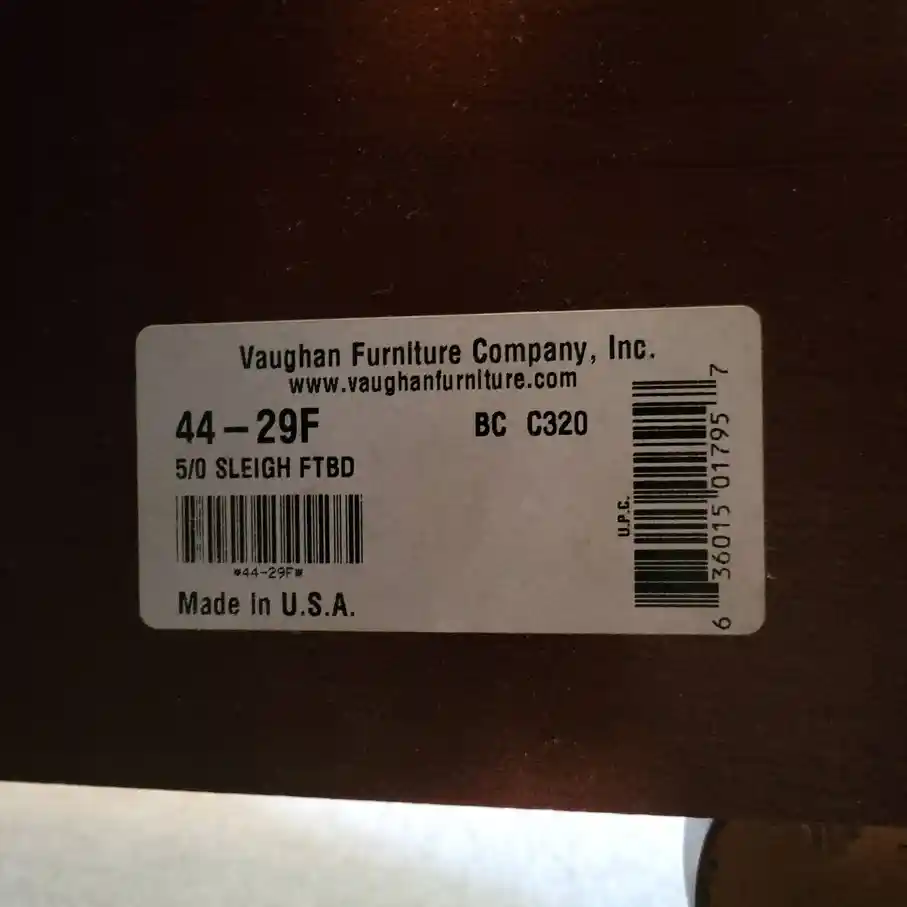 Vaughan Furniture Company, Inc.
www.vaughanfurniture.com
44-29F
BC C320
5/0 SLEIGH FTBD
*44-29F*
Made in U.S.A.
U.P.C.
6 36015 01795 7